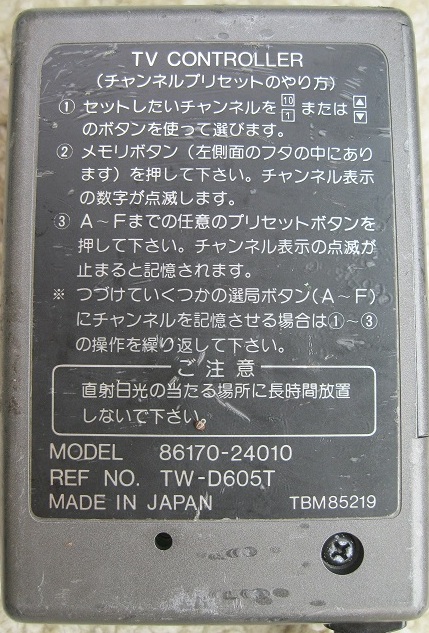 TV CONTROLLER
(チャンネルプリセットのやり方)
① セットしたいチャンネルを 10 1 または ▲ ▼
のボタンを使って選びます。
② メモリボタン (左側面のフタの中にあり
ます) を押して下さい。チャンネル表示
の数字が点滅します。
③ A～Fまでの任意のプリセットボタンを
押して下さい。チャンネル表示の点滅が
止まると記憶されます。
※ つづけていくつかの選局ボタン(A～F)
にチャンネルを記憶させる場合は①～③
の操作を繰り返して下さい。
ご注意
直射日光の当たる場所に長時間放置
しないで下さい。
MODEL 86170-24010
REF NO. TW-D605T
MADE IN JAPAN TBM85219